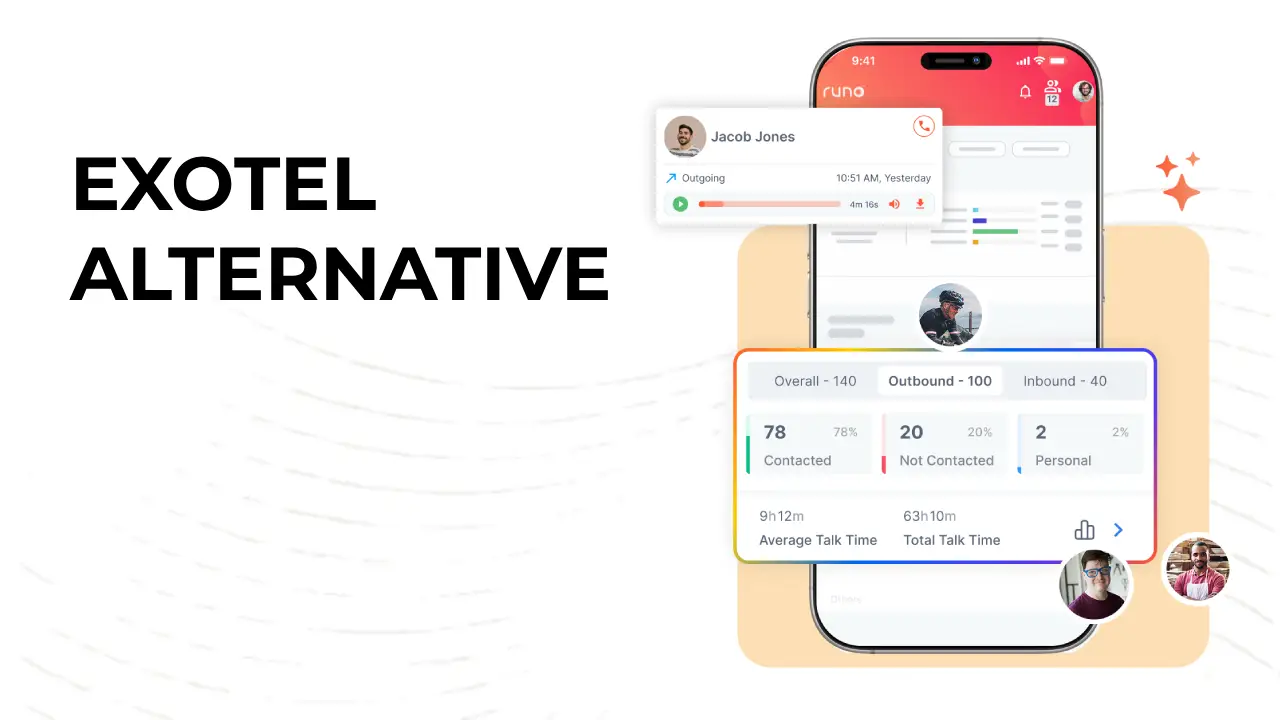 EXOTEL
ALTERNATIVE
9:41
runo
12
Jacob Jones
Outgoing
10:51 AM, Yesterday
4m 16s
Overall - 140
Outbound - 100
Inbound - 40
78
78%
Contacted
20
20%
Not Contacted
2
2%
Personal
9h12m
Average Talk Time
63h10m
Total Talk Time